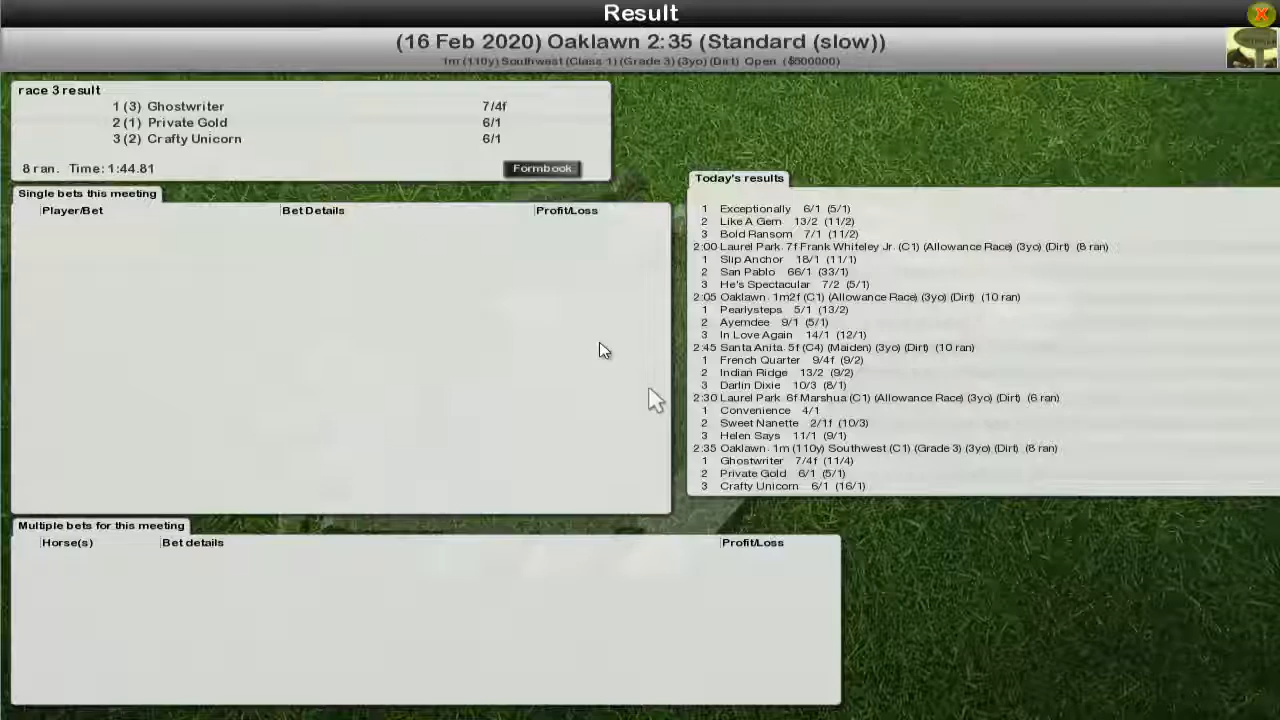 Result
(16 Feb 2020) Oaklawn 2:35 (Standard (slow))
1m (110y) Southwest (Class 1) (Grade 3) (3yo) (Dirt) Open ($500000)
race 3 result
1 (3) Ghostwriter 7/4f
2 (1) Private Gold 6/1
3 (2) Crafty Unicorn 6/1
8 ran. Time: 1:44.81
Formbook
Single bets this meeting
Player/Bet Bet Details Profit/Loss
Today's results
1 Exceptionally 6/1 (5/1)
2 Like A Gem 13/2 (11/2)
3 Bold Ransom 7/1 (11/2)
2:00 Laurel Park 7f Frank Whiteley Jr. (C1) (Allowance Race) (3yo) (Dirt) (8 ran)
1 Slip Anchor 18/1 (11/1)
2 San Pablo 66/1 (33/1)
3 He's Spectacular 7/2 (5/1)
2:05 Oaklawn 1m2f (C1) (Allowance Race) (3yo) (Dirt) (10 ran)
1 Pearlysteps 5/1 (13/2)
2 Ayemdee 9/1 (5/1)
3 In Love Again 14/1 (12/1)
2:45 Santa Anita 5f (C4) (Maiden) (3yo) (Dirt) (10 ran)
1 French Quarter 9/4f (9/2)
2 Indian Ridge 13/2 (9/2)
3 Darlin Dixie 10/3 (8/1)
2:30 Laurel Park 6f Marshua (C1) (Allowance Race) (3yo) (Dirt) (6 ran)
1 Convenience 4/1
2 Sweet Nanette 2/1f (10/3)
3 Helen Says 11/1 (9/1)
2:35 Oaklawn 1m (110y) Southwest (C1) (Grade 3) (3yo) (Dirt) (8 ran)
1 Ghostwriter 7/4f (11/4)
2 Private Gold 6/1 (5/1)
3 Crafty Unicorn 6/1 (16/1)
Multiple bets for this meeting
Horse(s) Bet details Profit/Loss